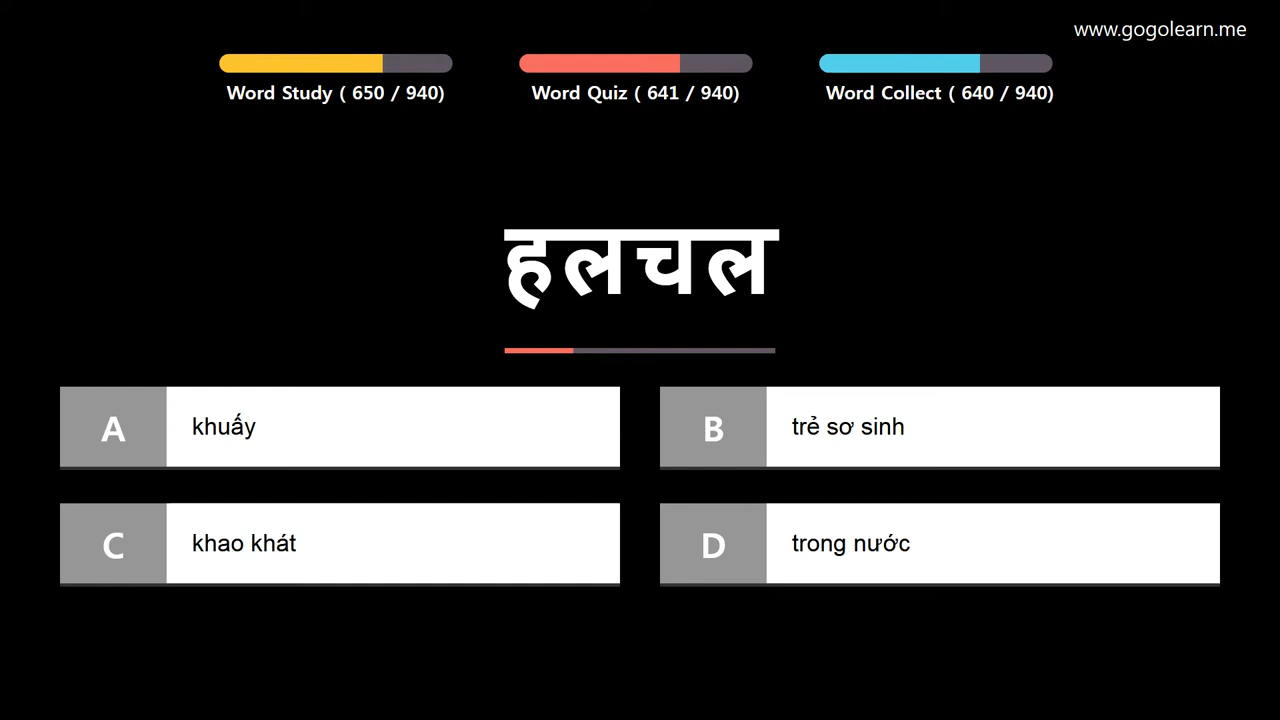 www.gogolearn.me
Word Study ( 650 / 940)
Word Quiz ( 641 / 940)
Word Collect ( 640 / 940)
हलचल
A khuấy
B trẻ sơ sinh
C khao khát
D trong nước